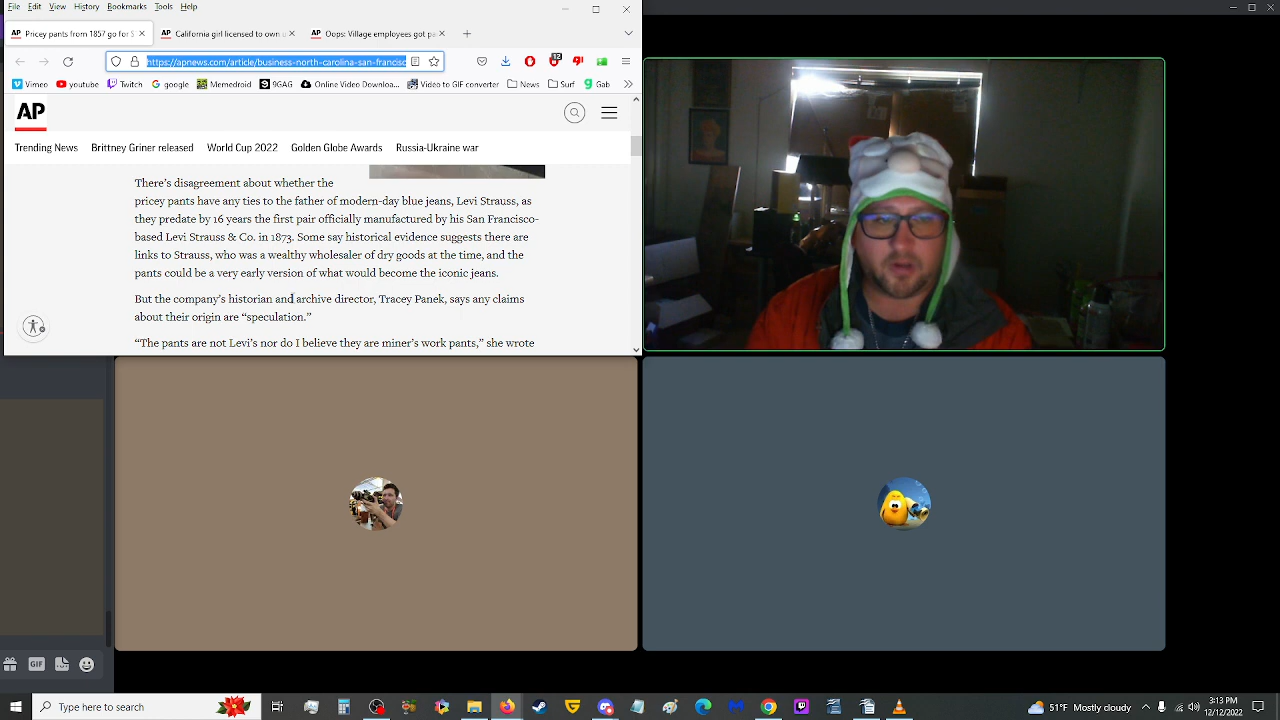 File Edit View History Bookmarks Tools Help
AP Pricey pants from 1857 go for $
AP California girl licensed to own u
AP Oops: Village employees got pa
https://apnews.com/article/business-north-carolina-san-francisc
Vimeo youtube Twitch google Memedroid 9GAG Online Video Downloa... Video to GIF converter News Surf Gab
AP
Trending News Brittney Griner released World Cup 2022 Golden Globe Awards Russia-Ukraine war
There's disagreement about whether the
pricey pants have any ties to the father of modern-day blue jeans, Levi Strauss, as
they predate by 16 years the first pair officially manufactured by his San Francisco-
based Levi Strauss & Co. in 1873. Some say historical evidence suggests there are
links to Strauss, who was a wealthy wholesaler of dry goods at the time, and the
pants could be a very early version of what would become the iconic jeans.
But the company's historian and archive director, Tracey Panek, says any claims
about their origin are “speculation.”
“The pants are not Levi's nor do I believe they are miner's work pants,” she wrote
GIF
Type here to search
51°F Mostly cloudy
3:13 PM
12/12/2022